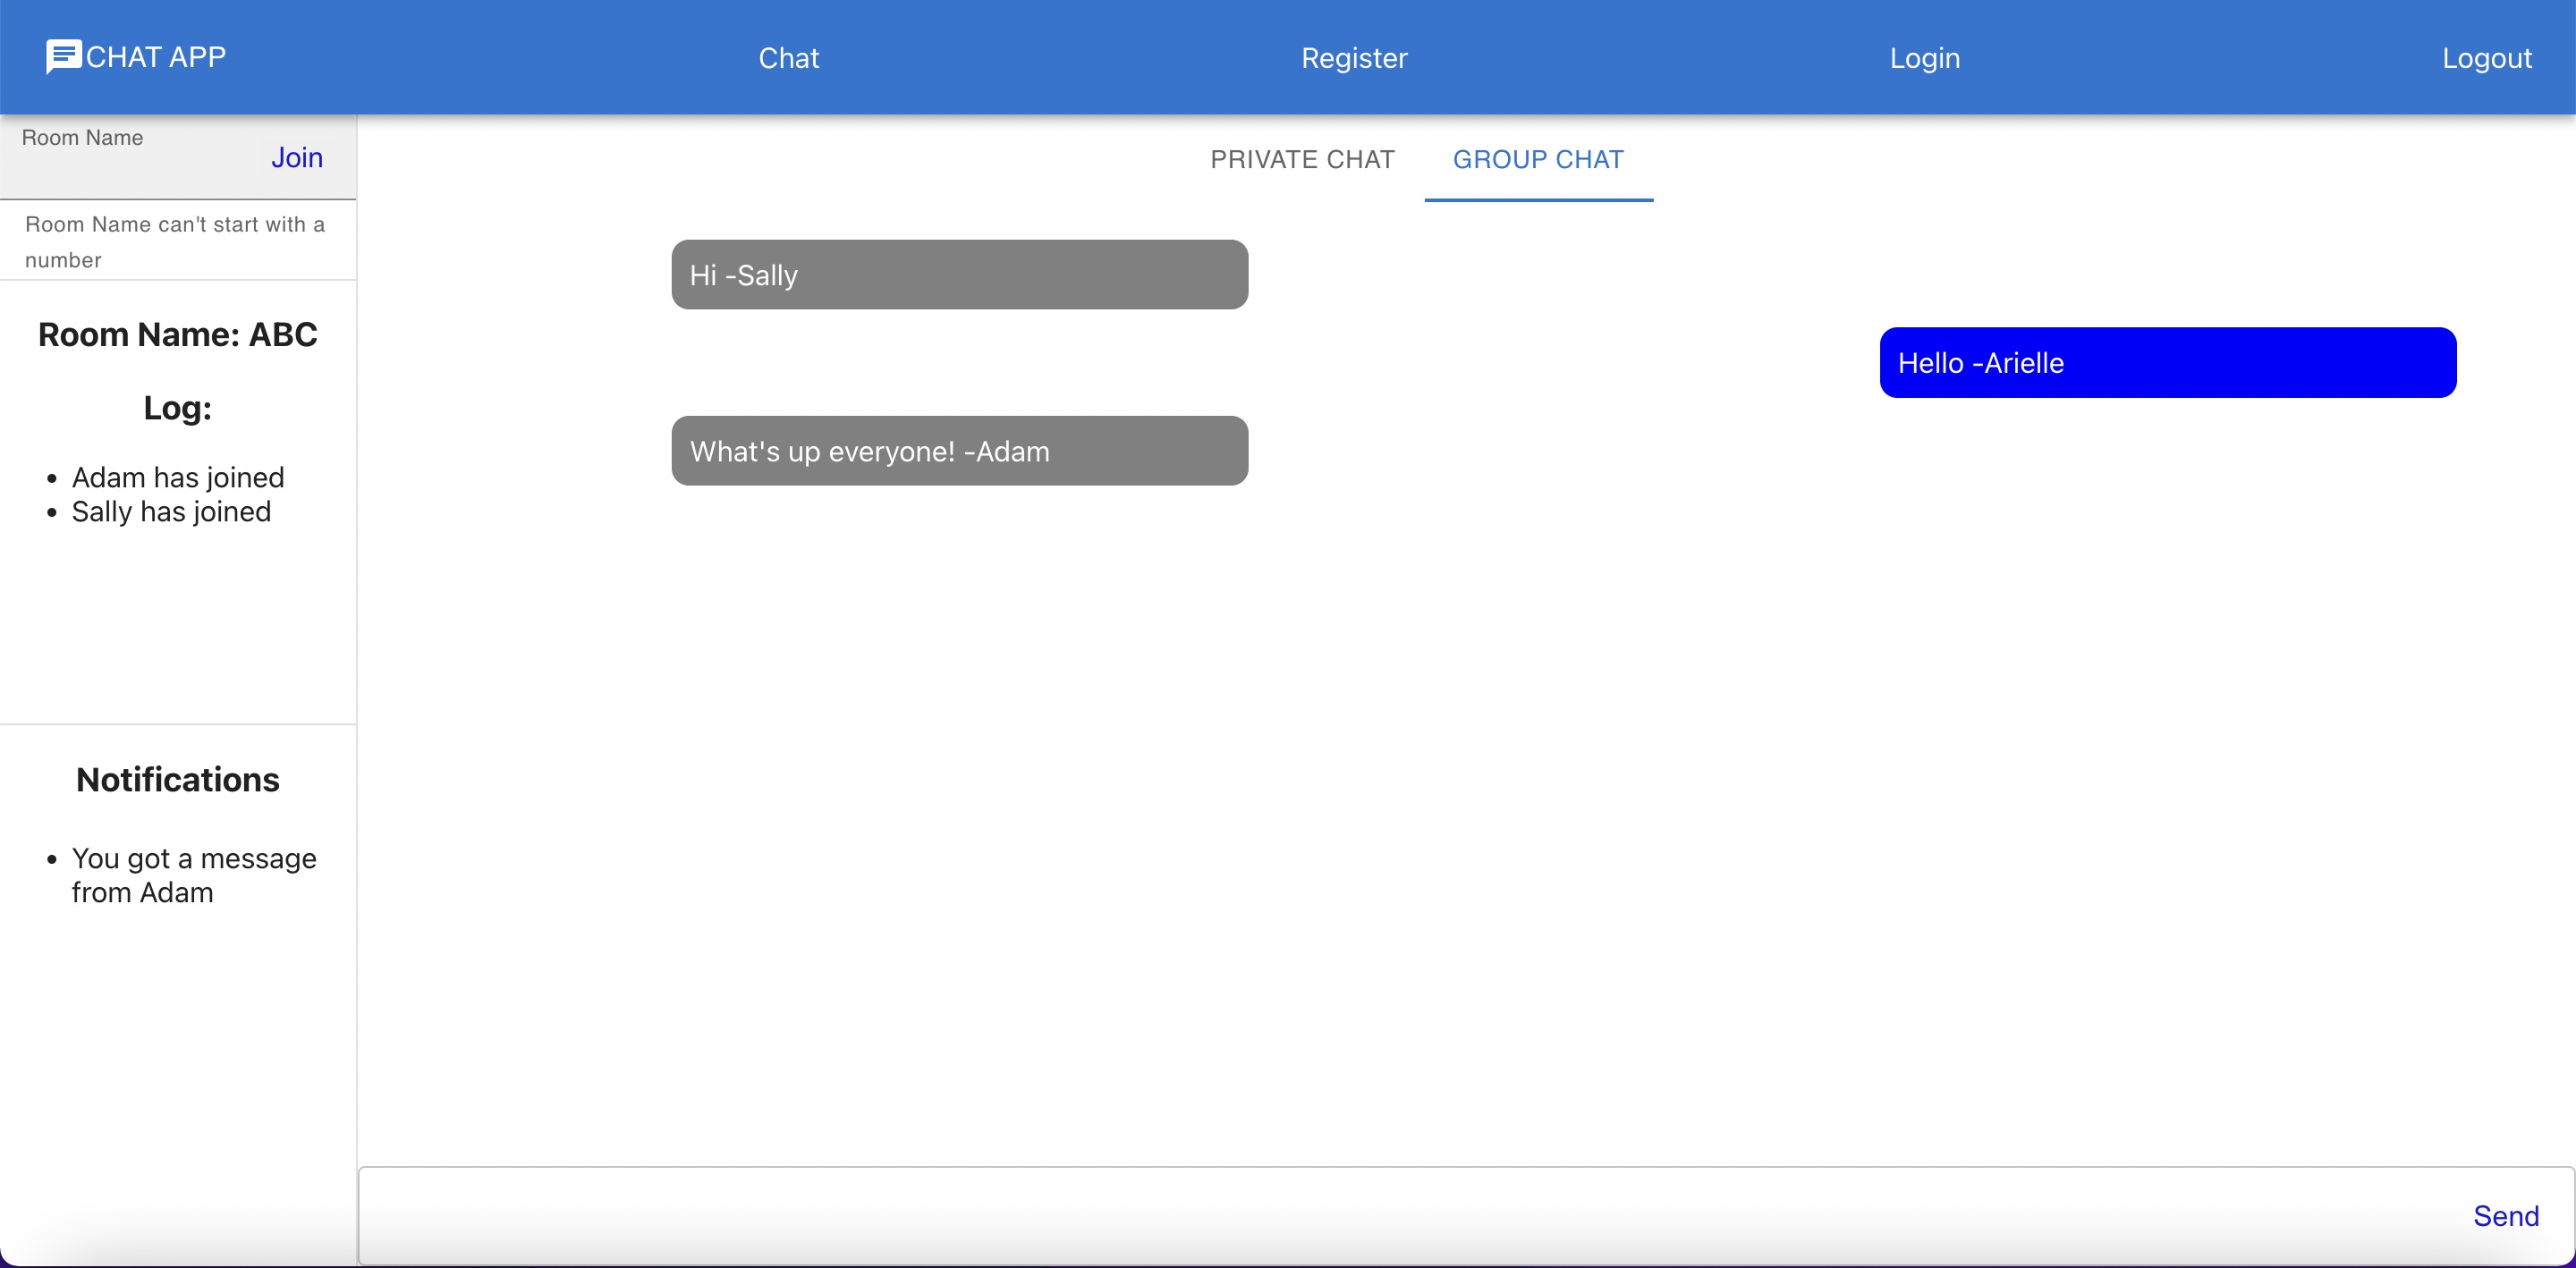 CHAT APP
Chat
Register
Login
Logout
Room Name
Join
Room Name can't start with a
number
Room Name: ABC
Log:
Adam has joined
Sally has joined
Notifications
You got a message
from Adam
PRIVATE CHAT
GROUP CHAT
Hi -Sally
Hello -Arielle
What's up everyone! -Adam
Send